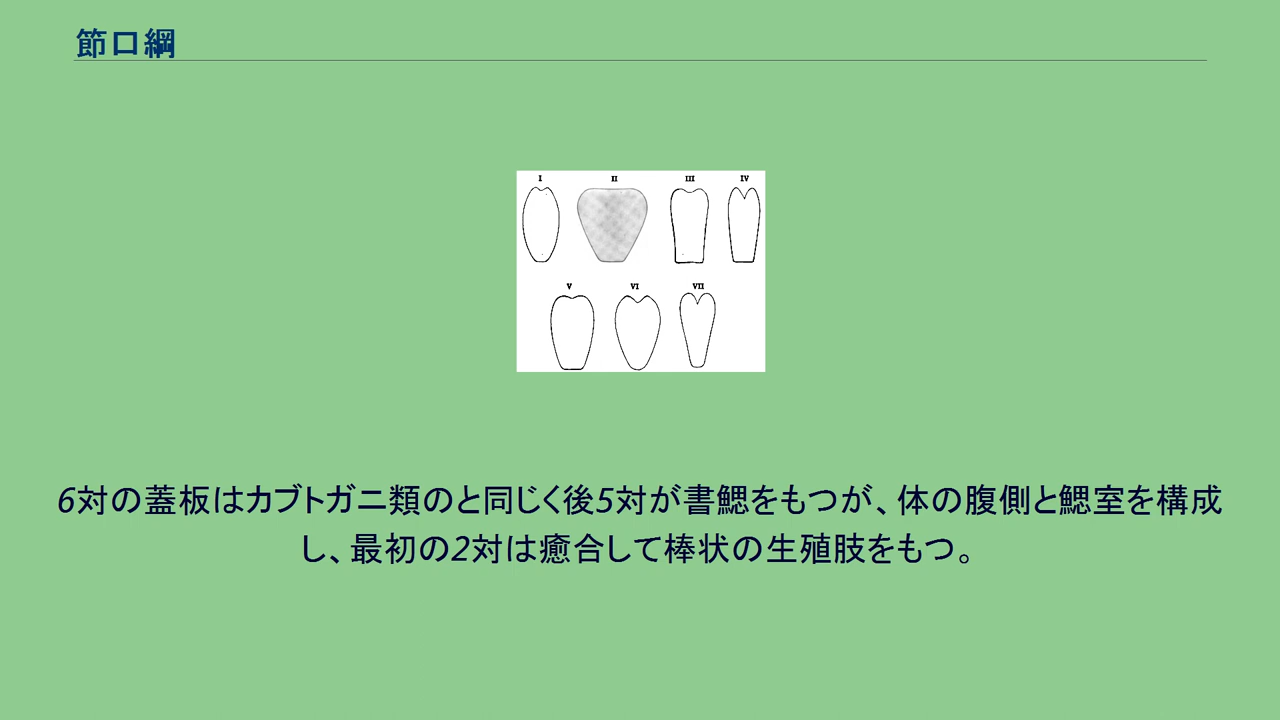 節口綱
I II III IV
V VI VII
6対の蓋板はカブトガニ類のと同じく後5対が書鰓をもつが、体の腹側と鰓室を構成
し、最初の2対は癒合して棒状の生殖肢をもつ。